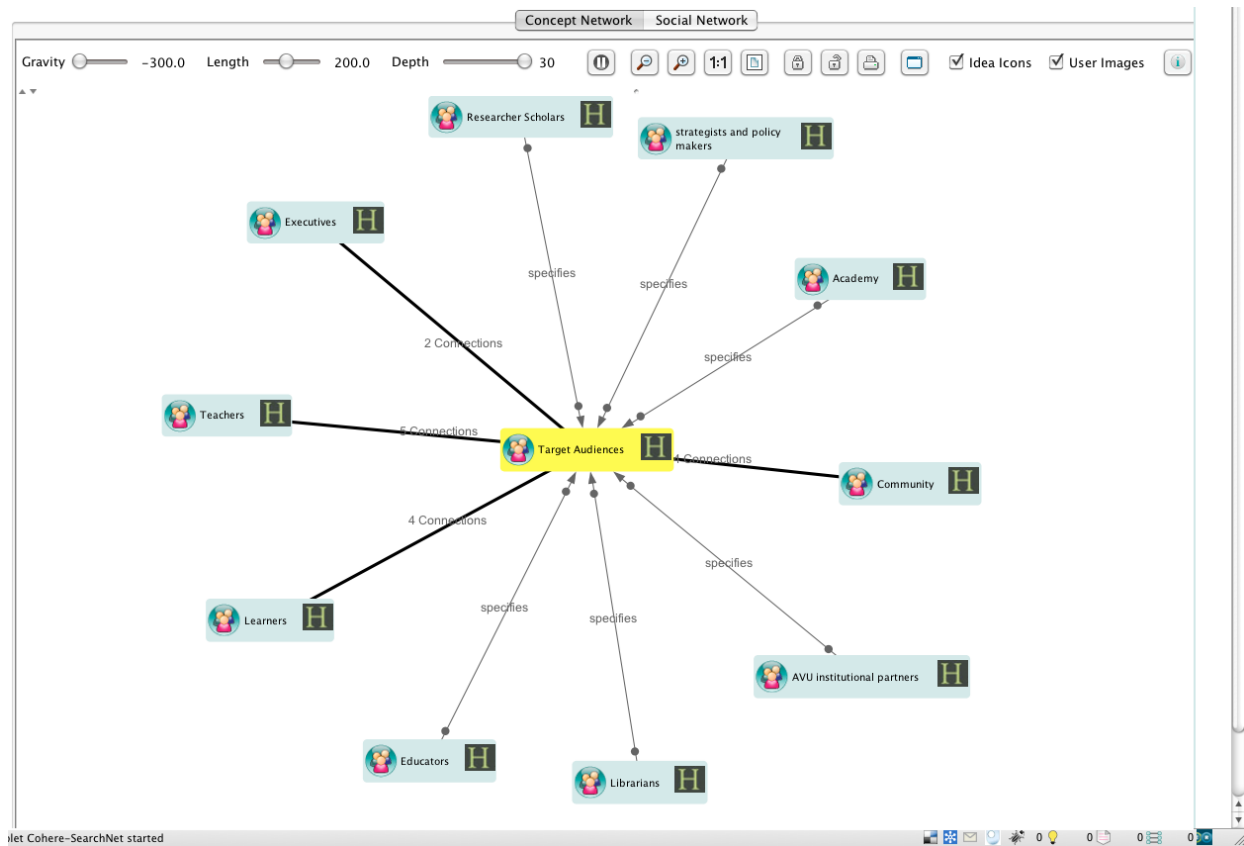 Concept Network Social Network
Gravity -300.0 Length 200.0 Depth 30 1:1 Idea Icons User Images i
Researcher Scholars H
strategists and policy
makers H
Executives H
specifies
specifies
Academy H
2 Connections
specifies
Teachers H
5 Connections
Target Audiences H
Connections
Community H
4 Connections
specifies
Learners H
specifies
specifies
AVU institutional partners H
Educators H
Librarians H
let Cohere-SearchNet started 0 0 0 0